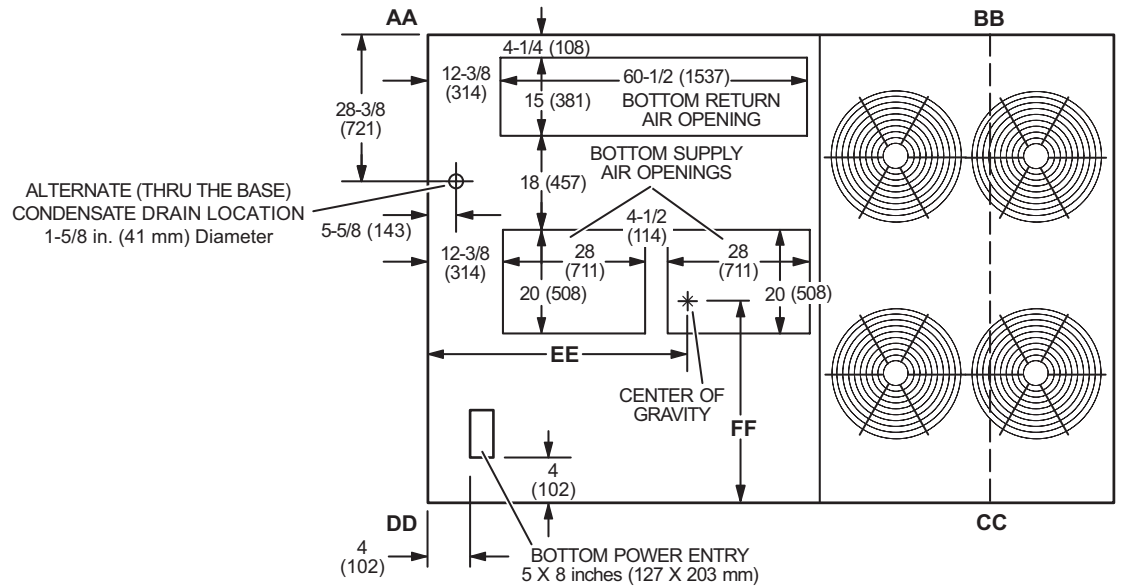 AA
BB
4-1/4 (108)
12-3/8
(314)
60-1/2 (1537)
15 (381)
BOTTOM RETURN
AIR OPENING
28-3/8
(721)
BOTTOM SUPPLY
AIR OPENINGS
18 (457)
ALTERNATE (THRU THE BASE)
CONDENSATE DRAIN LOCATION
1-5/8 in. (41 mm) Diameter
5-5/8 (143)
4-1/2
(114)
12-3/8
(314)
28
(711)
28
(711)
20 (508)
20 (508)
EE
CENTER OF
GRAVITY
FF
4
(102)
DD
CC
4
(102)
BOTTOM POWER ENTRY
5 X 8 inches (127 X 203 mm)